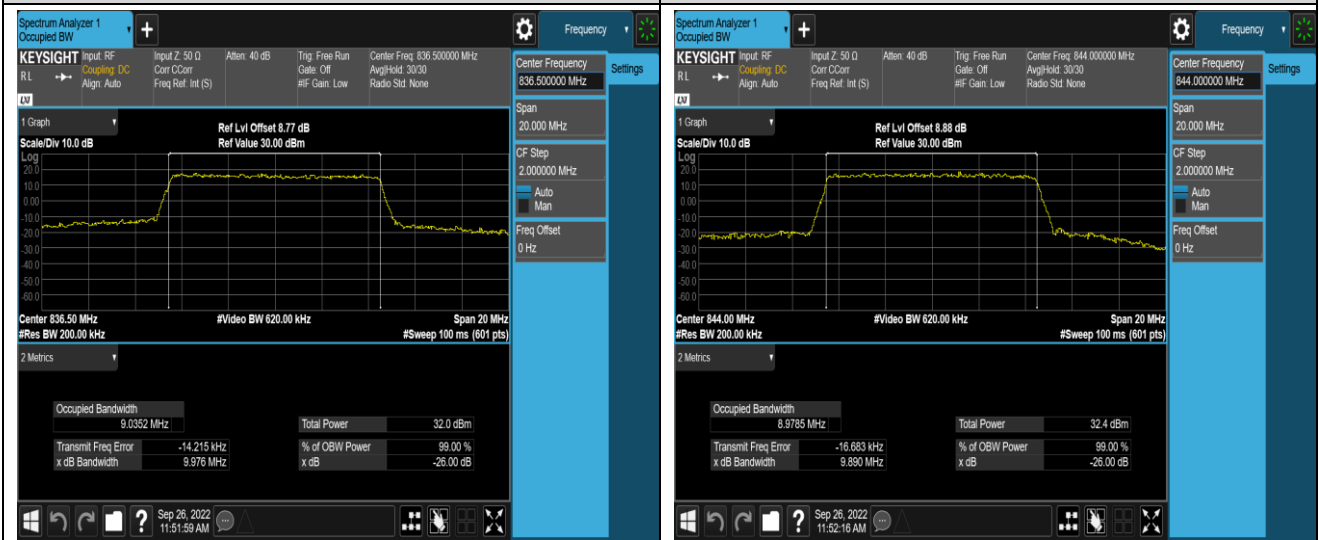 Spectrum Analyzer 1
Occupied BW
+
Frequency
KEYSIGHT
R L
LXI
Input: RF
Coupling: DC
Align: Auto
Input Z: 50 Ω
Corr CCorr
Freq Ref: Int (S)
Atten: 40 dB
Trig: Free Run
Gate: Off
#IF Gain: Low
Center Freq: 836.500000 MHz
Avg|Hold: 30/30
Radio Std: None
Center Frequency
836.500000 MHz
Settings
Span
20.000 MHz
CF Step
2.000000 MHz
Auto
Man
Freq Offset
0 Hz
1 Graph
Scale/Div 10.0 dB
Ref Lvl Offset 8.77 dB
Ref Value 30.00 dBm
Log
20.0
10.0
0.00
-10.0
-20.0
-30.0
-40.0
-50.0
-60.0
Center 836.50 MHz
#Video BW 620.00 kHz
Span 20 MHz
#Res BW 200.00 kHz
#Sweep 100 ms (601 pts)
2 Metrics
Occupied Bandwidth
9.0352 MHz
Total Power 32.0 dBm
Transmit Freq Error -14.215 kHz
% of OBW Power 99.00 %
x dB Bandwidth 9.976 MHz
x dB -26.00 dB
?
Sep 26, 2022
11:51:59 AM
Spectrum Analyzer 1
Occupied BW
+
Frequency
KEYSIGHT
R L
LXI
Input: RF
Coupling: DC
Align: Auto
Input Z: 50 Ω
Corr CCorr
Freq Ref: Int (S)
Atten: 40 dB
Trig: Free Run
Gate: Off
#IF Gain: Low
Center Freq: 844.000000 MHz
Avg|Hold: 30/30
Radio Std: None
Center Frequency
844.000000 MHz
Settings
Span
20.000 MHz
CF Step
2.000000 MHz
Auto
Man
Freq Offset
0 Hz
1 Graph
Scale/Div 10.0 dB
Ref Lvl Offset 8.88 dB
Ref Value 30.00 dBm
Log
20.0
10.0
0.00
-10.0
-20.0
-30.0
-40.0
-50.0
-60.0
Center 844.00 MHz
#Video BW 620.00 kHz
Span 20 MHz
#Res BW 200.00 kHz
#Sweep 100 ms (601 pts)
2 Metrics
Occupied Bandwidth
8.9785 MHz
Total Power 32.4 dBm
Transmit Freq Error -16.683 kHz
% of OBW Power 99.00 %
x dB Bandwidth 9.890 MHz
x dB -26.00 dB
?
Sep 26, 2022
11:52:16 AM